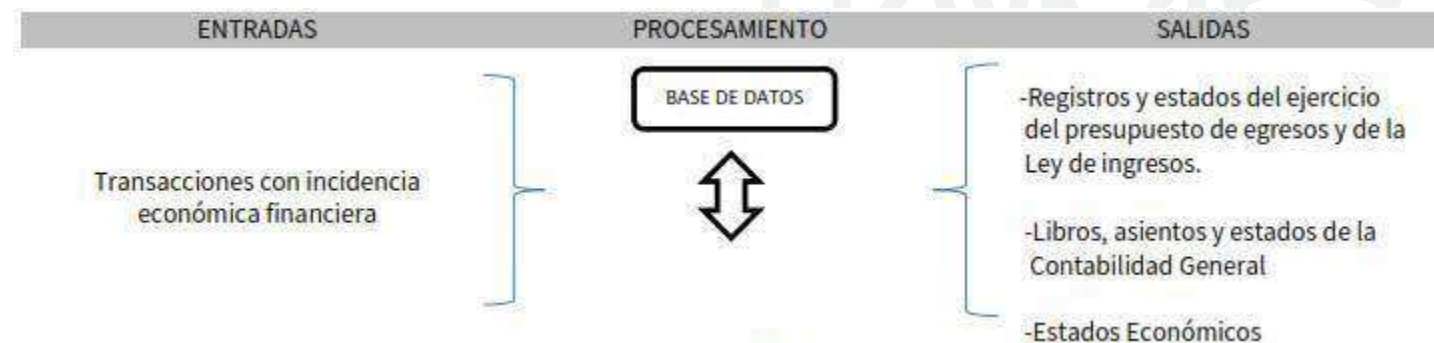 ENTRADAS
PROCESAMIENTO
SALIDAS
Transacciones con incidencia
económica financiera
BASE DE DATOS
-Registros y estados del ejercicio
del presupuesto de egresos y de la
Ley de ingresos.
-Libros, asientos y estados de la
Contabilidad General
-Estados Económicos